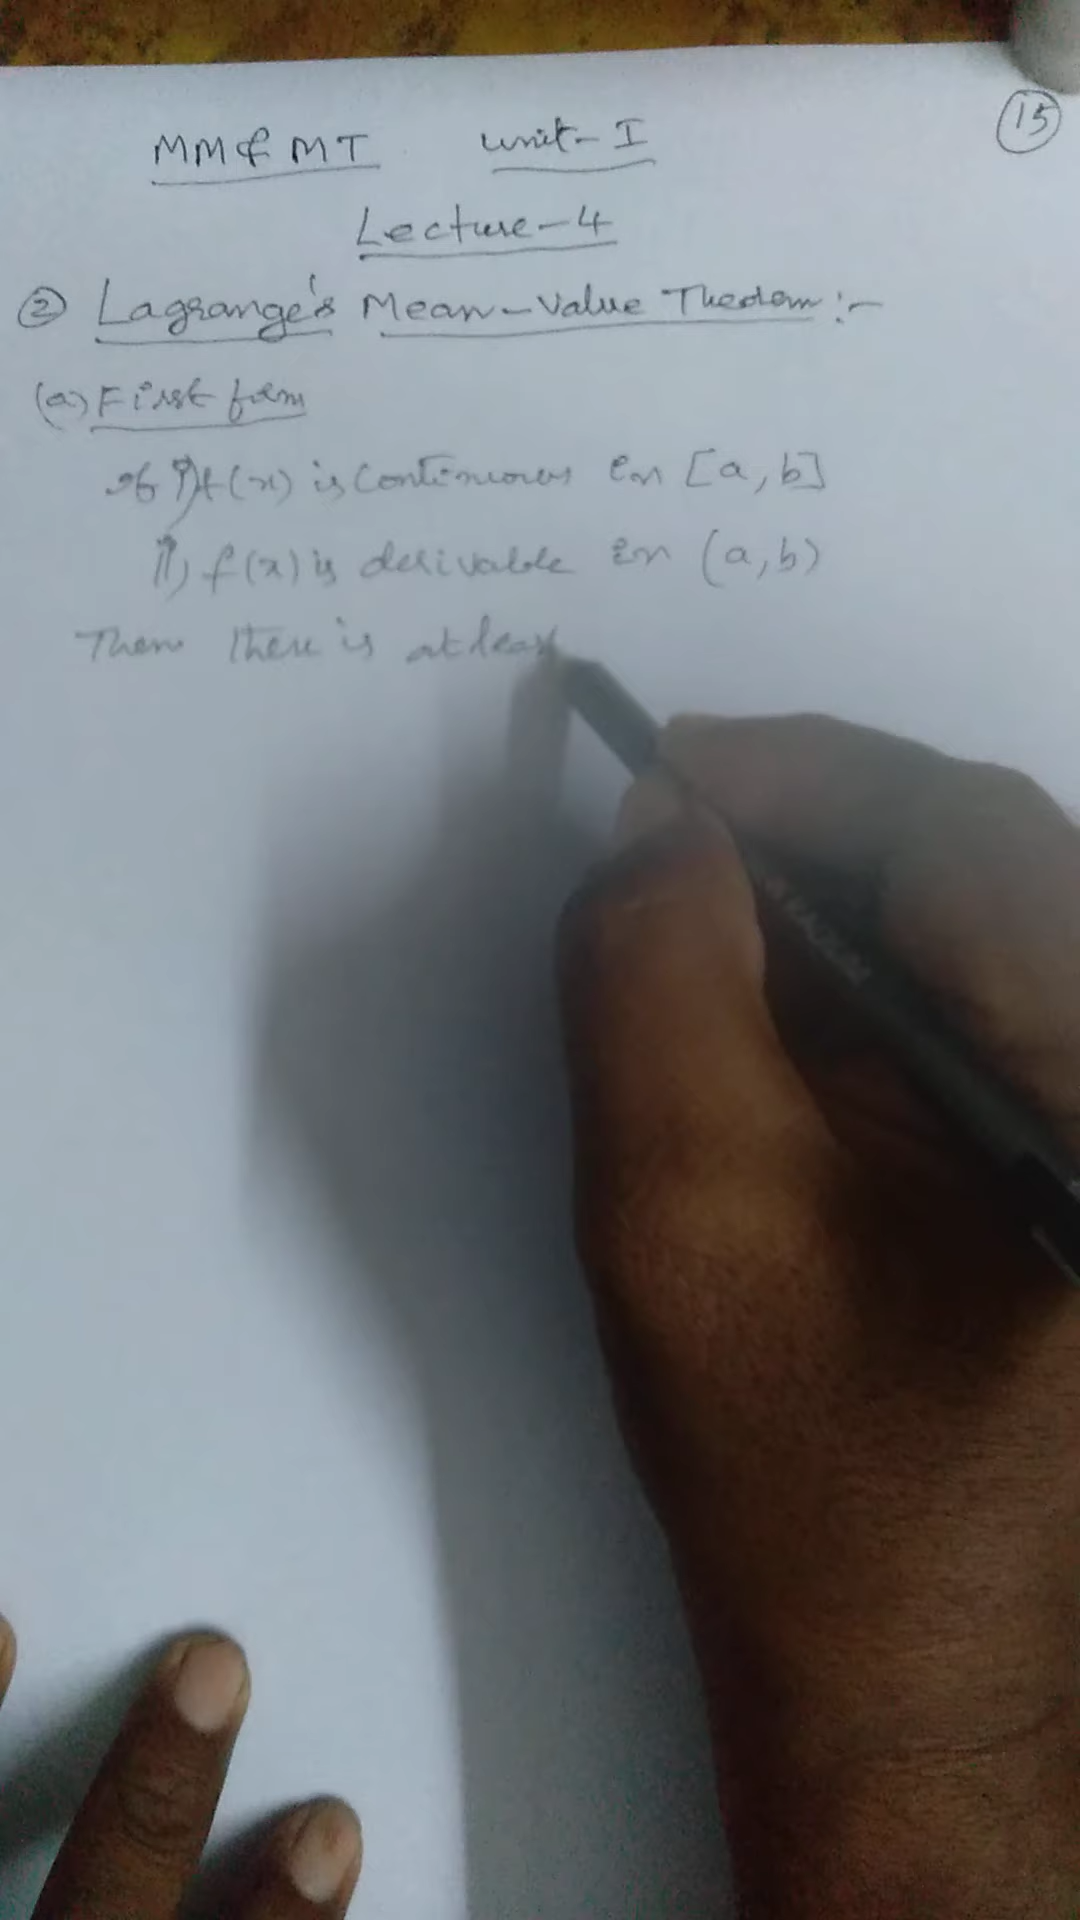 15
MM & MT Unit-I
Lecture-4
② Lagrange's Mean-Value Theorem :-
(a) First form
If i) f(x) is continuous in [a, b]
ii) f(x) is derivable in (a, b)
Then there is atleast